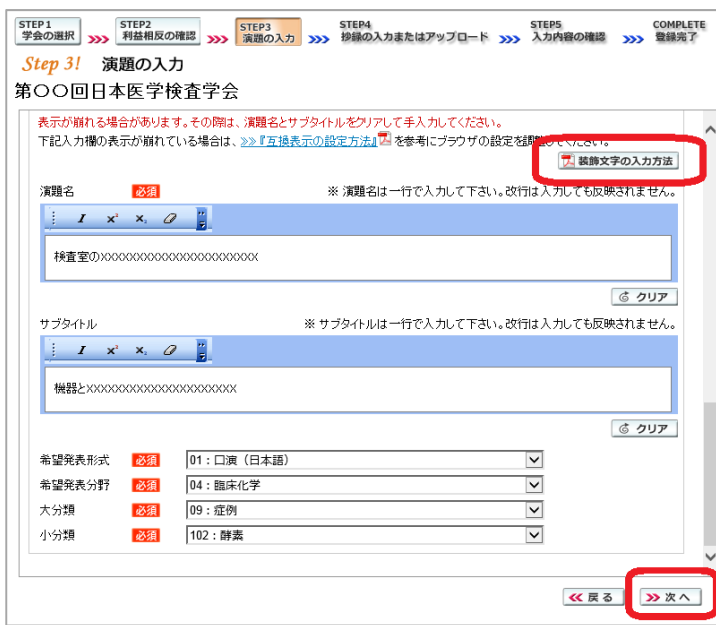 STEP1 STEP2 STEP3 STEP4 STEP5 COMPLETE
学会の選択 >>> 利益相反の確認 >>> 演題の入力 >>> 抄録の入力またはアップロード >>> 入力内容の確認 >>> 登録完了
Step 3! 演題の入力
第〇〇回日本医学検査学会
表示が崩れる場合があります。その際は、演題名とサブタイトルをクリアして手入力してください。
下記入力欄の表示が崩れている場合は、>>『互換表示の設定方法』を参考にブラウザの設定を調整してください。
装飾文字の入力方法
演題名 必須 ※ 演題名は一行で入力して下さい。改行は入力しても反映されません。
I x² x₂
検査室のXXXXXXXXXXXXXXXXXXXXXXXX
クリア
サブタイトル ※ サブタイトルは一行で入力して下さい。改行は入力しても反映されません。
I x² x₂
機器とXXXXXXXXXXXXXXXXXXXXXXX
クリア
希望発表形式 必須 01：口演（日本語）
希望発表分野 必須 04：臨床化学
大分類 必須 09：症例
小分類 必須 102：酵素
戻る 次へ